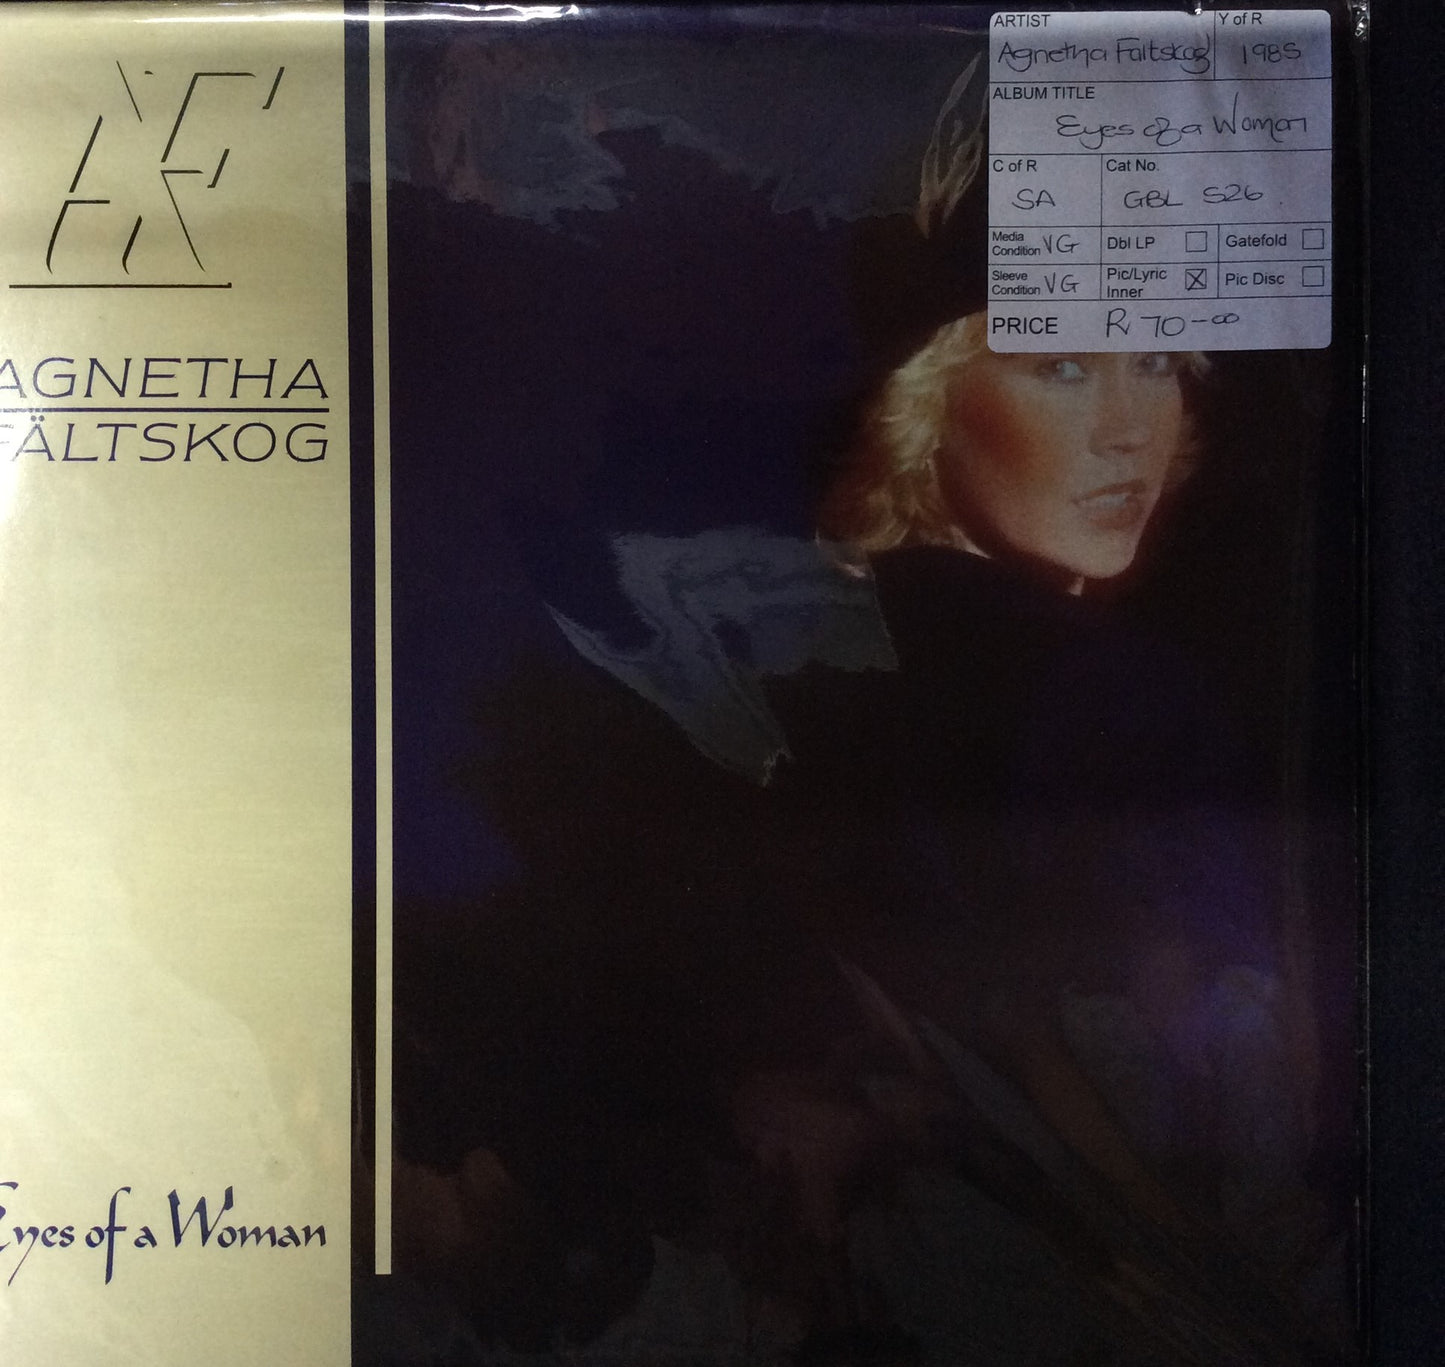 AF
AGNETHA
FÄLTSKOG
Eyes of a Woman
ARTIST
Agnetha Faltskog
Y of R
1985
ALBUM TITLE
Eyes of a Woman
C of R
SA
Cat No.
GBL 526
Media
Condition VG
Dbl LP
Gatefold
Sleeve
Condition VG
Pic/Lyric
Inner
X
Pic Disc
PRICE
R 70-00